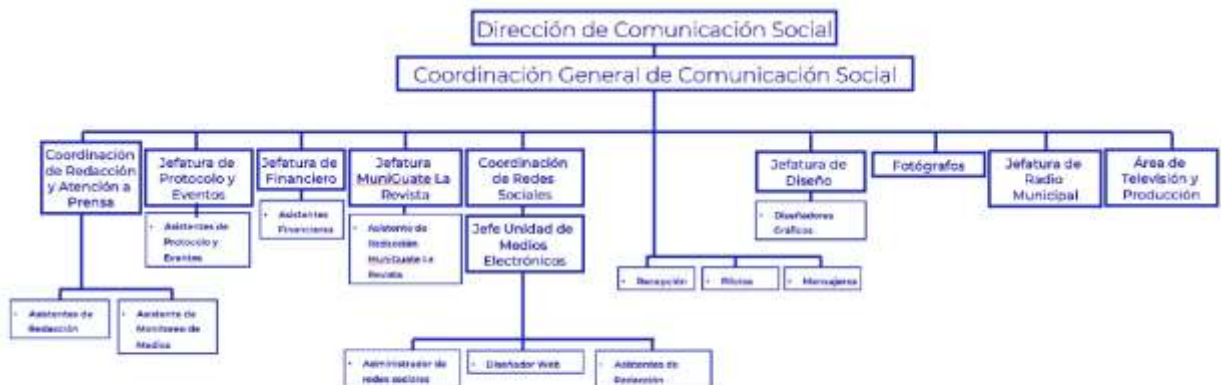 Dirección de Comunicación Social
Coordinación General de Comunicación Social
Coordinación
de Redacción
y Atención a
Prensa
Jefatura de
Protocolo y
Eventos
Jefatura de
Financiero
Jefatura
MuniGuate La
Revista
Coordinación
de Redes
Sociales
Jefatura de
Diseño
Fotógrafos
Jefatura de
Radio
Municipal
Área de
Televisión y
Producción
• Asistentes de
Protocolo y
Eventos
• Asistentes
Financieros
• Asistente de
Redacción
MuniGuate La
Revista
Jefe Unidad de
Medios
Electrónicos
• Diseñadores
Gráficos
• Recepción
• Pilotos
• Mensajeros
• Asistentes de
Redacción
• Asistente de
Monitoreo de
Medios
• Administrador de
redes sociales
• Diseñador Web
• Asistentes de
Redacción